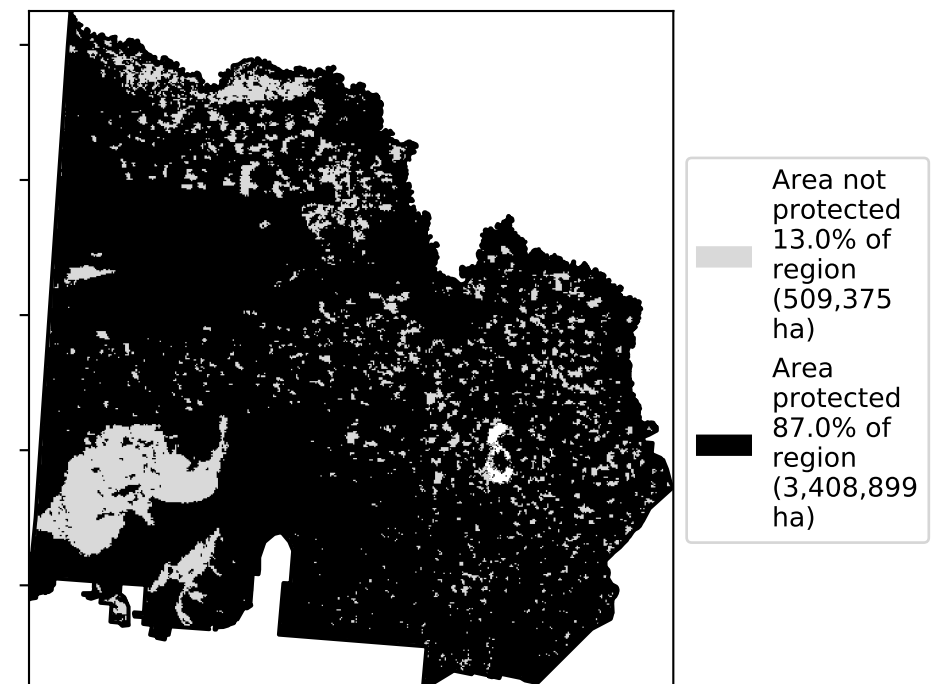 Area not
protected
13.0% of
region
(509,375
ha)
Area
protected
87.0% of
region
(3,408,899
ha)